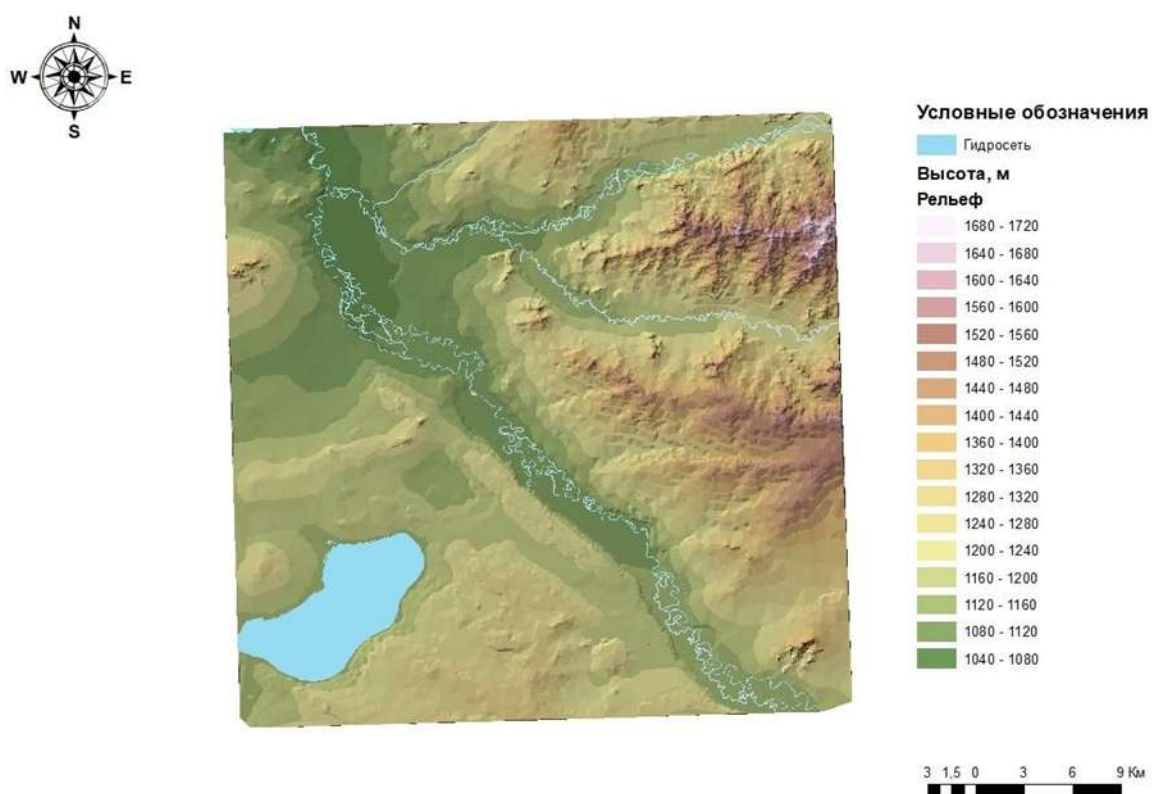 N
W E
S
Условные обозначения
Гидросеть
Высота, м
Рельеф
1680 - 1720
1640 - 1680
1600 - 1640
1560 - 1600
1520 - 1560
1480 - 1520
1440 - 1480
1400 - 1440
1360 - 1400
1320 - 1360
1280 - 1320
1240 - 1280
1200 - 1240
1160 - 1200
1120 - 1160
1080 - 1120
1040 - 1080
3 1,5 0 3 6 9 Км